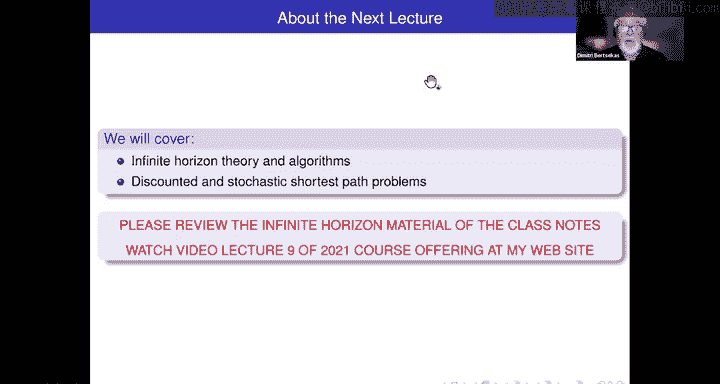 About the Next Lecture
Dimitri Bertsekas
We will cover:
Infinite horizon theory and algorithms
Discounted and stochastic shortest path problems
PLEASE REVIEW THE INFINITE HORIZON MATERIAL OF THE CLASS NOTES
WATCH VIDEO LECTURE 9 OF 2021 COURSE OFFERING AT MY WEB SITE